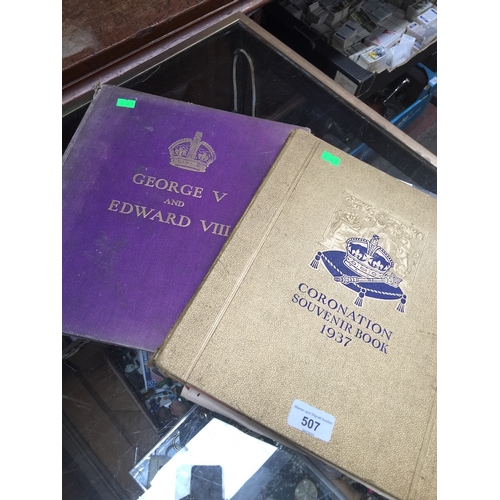 GEORGE V
AND
EDWARD VIII
CORONATION
SOUVENIR BOOK
1937
507